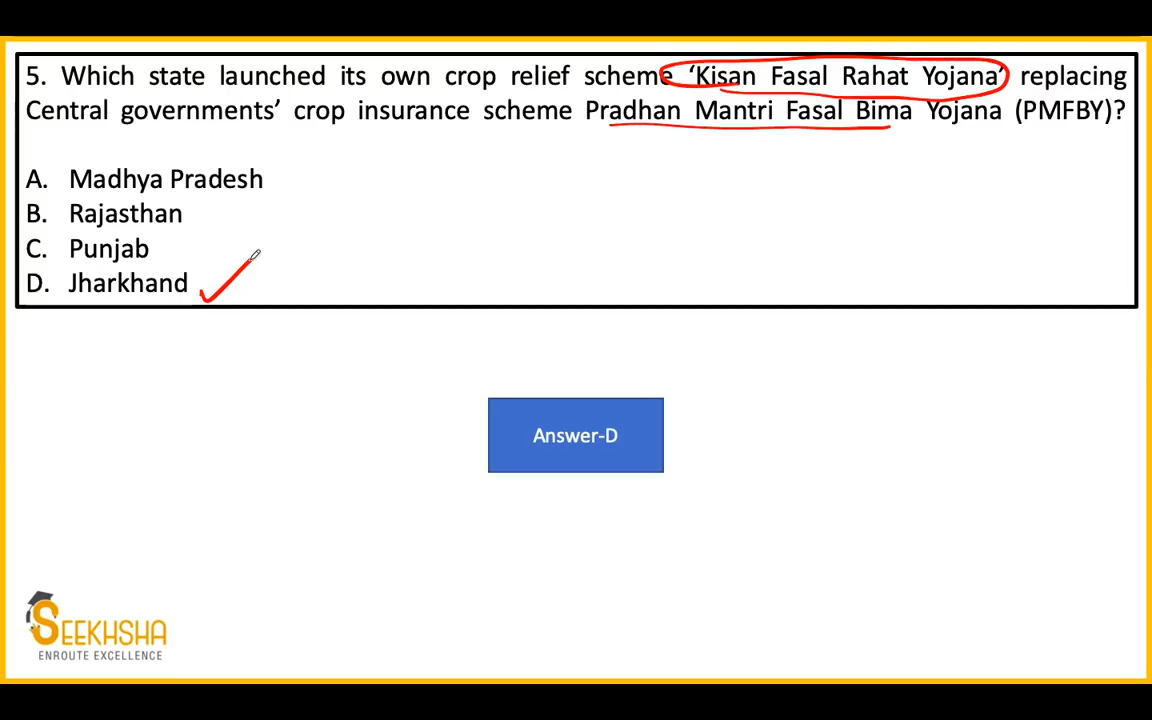 5. Which state launched its own crop relief scheme ‘Kisan Fasal Rahat Yojana’ replacing
Central governments’ crop insurance scheme Pradhan Mantri Fasal Bima Yojana (PMFBY)?
A. Madhya Pradesh
B. Rajasthan
C. Punjab
D. Jharkhand
Answer-D
SEEKHSHA
ENROUTE EXCELLENCE